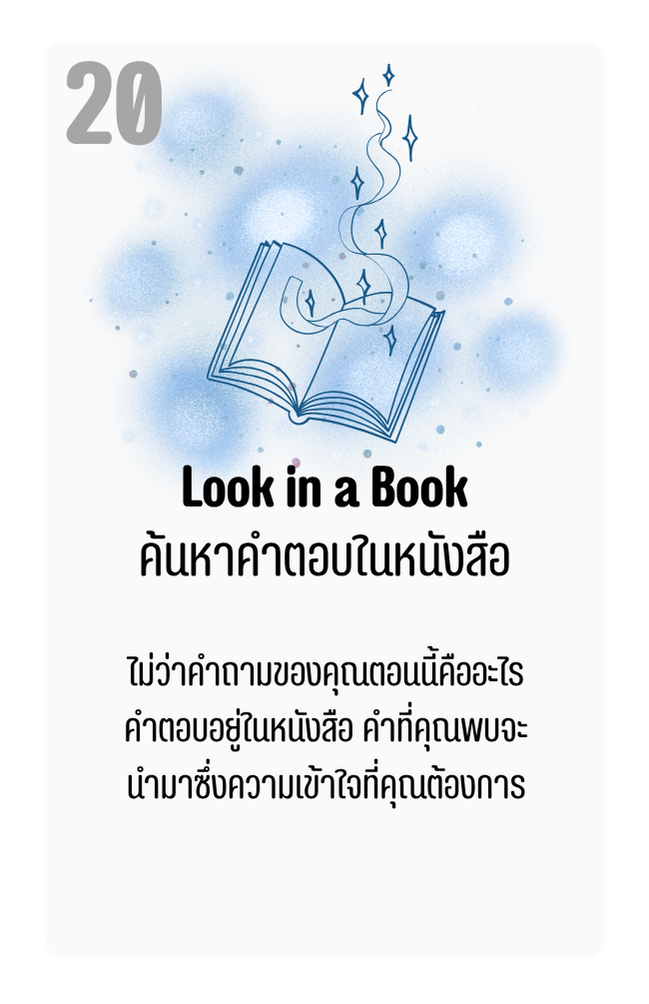 20
Look in a Book
ค้นหาคำตอบในหนังสือ
ไม่ว่าคำถามของคุณตอนนี้คืออะไร
คำตอบอยู่ในหนังสือ คำที่คุณพบจะ
นำมาซึ่งความเข้าใจที่คุณต้องการ